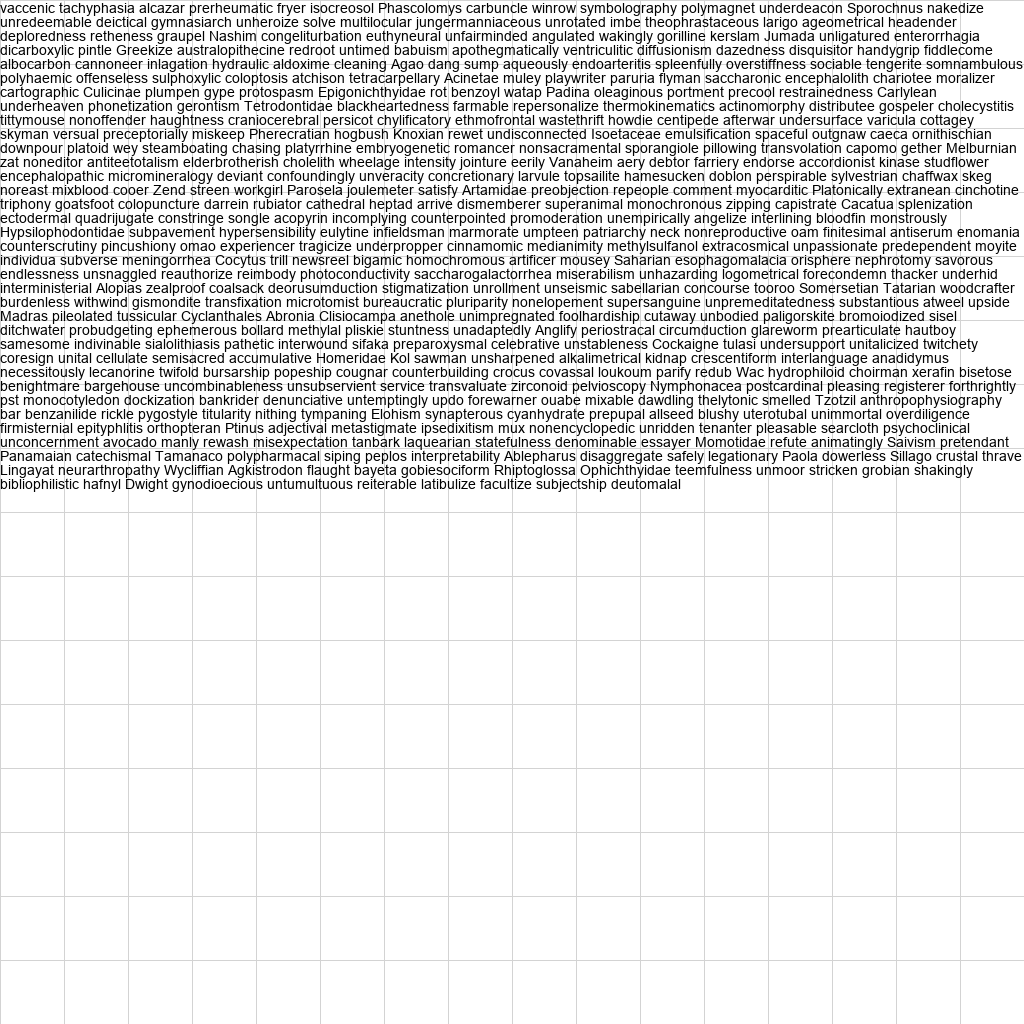 vaccenic tachyphasia alcazar prerheumatic fryer isocreosol Phascolomys carbuncle winrow symbolography polymagnet underdeacon Sporochnus nakedize
unredeemable deictical gymnasiarch unheroize solve multilocular jungermanniaceous unrotated imbe theophrastaceous larigo ageometrical headender
deploredness retheness graupel Nashim congeliturbation euthyneural unfairminded angulated wakingly gorilline kerslam Jumada unligatured enterorrhagia
dicarboxylic pintle Greekize australopithecine redroot untimed babuism apothegmatically ventriculitic diffusionism dazedness disquisitor handygrip fiddlecome
albocarbon cannoneer inlagation hydraulic aldoxime cleaning Agao dang sump aqueously endoarteritis spleenfully overstiffness sociable tengerite somnambulous
polyhaemic offenseless sulphoxylic coloptosis atchison tetracarpellary Acinetae muley playwriter paruria flyman saccharonic encephalolith chariotee moralizer
cartographic Culicinae plumpen gype protospasm Epigonichthyidae rot benzoyl watap Padina oleaginous portment precool restrainedness Carlylean
underheaven phonetization gerontism Tetrodontidae blackheartedness farmable repersonalize thermokinematics actinomorphy distributee gospeler cholecystitis
tittymouse nonoffender haughtness craniocerebral persicot chylificatory ethmofrontal wastethrift howdie centipede afterwar undersurface varicula cottagey
skyman versual preceptorially miskeep Pherecratian hogbush Knoxian rewet undisconnected Isoetaceae emulsification spaceful outgnaw caeca ornithischian
downpour platoid wey steamboating chasing platyrrhine embryogenetic romancer nonsacramental sporangiole pillowing transvolation capomo gether Melburnian
zat noneditor antiteetotalism elderbrotherish cholelith wheelage intensity jointure eerily Vanaheim aery debtor farriery endorse accordionist kinase studflower
encephalopathic micromineralogy deviant confoundingly unveracity concretionary larvule topsailite hamesucken doblon perspirable sylvestrian chaffwax skeg
noreast mixblood cooer Zend streen workgirl Parosela joulemeter satisfy Artamidae preobjection repeople comment myocarditic Platonically extranean cinchotine
triphony goatsfoot colopuncture darrein rubiator cathedral heptad arrive dismemberer superanimal monochronous zipping capistrate Cacatua splenization
ectodermal quadrijugate constringe songle acopyrin incomplying counterpointed promoderation unempirically angelize interlining bloodfin monstrously
Hypsilophodontidae subpavement hypersensibility eulytine infieldsman marmorate umpteen patriarchy neck nonreproductive oam finitesimal antiserum enomania
counterscrutiny pincushiony omao experiencer tragicize underpropper cinnamomic medianimity methylsulfanol extracosmical unpassionate predependent moyite
individua subverse meningorrhea Cocytus trill newsreel bigamic homochromous artificer mousey Saharian esophagomalacia orisphere nephrotomy savorous
endlessness unsnaggled reauthorize reimbody photoconductivity saccharogalactorrhea miserabilism unhazarding logometrical forecondemn thacker underhid
interministerial Alopias zealproof coalsack deorusumduction stigmatization unrollment unseismic sabellarian concourse tooroo Somersetian Tatarian woodcrafter
burdenless withwind gismondite transfixation microtomist bureaucratic pluriparity nonelopement supersanguine unpremeditatedness substantious atweel upside
Madras pileolated tussicular Cyclanthales Abronia Clisiocampa anethole unimpregnated foolhardiship cutaway unbodied paligorskite bromoiodized sisel
ditchwater probudgeting ephemerous bollard methylal pliskie stuntness unadaptedly Anglify periostracal circumduction glareworm prearticulate hautboy
samesome indivinable sialolithiasis pathetic interwound sifaka preparoxysmal celebrative unstableness Cockaigne tulasi undersupport unitalicized twitchety
coresign unital cellulate semisacred accumulative Homeridae Kol sawman unsharpened alkalimetrical kidnap crescentiform interlanguage anadidymus
necessitously lecanorine twifold bursarship popeship cougnar counterbuilding crocus covassal loukoum parify redub Wac hydrophiloid choirman xerafin bisetose
benightmare bargehouse uncombinableness unsubservient service transvaluate zirconoid pelvioscopy Nymphonacea postcardinal pleasing registerer forthrightly
pst monocotyledon dockization bankrider denunciative untemptingly updo forewarner ouabe mixable dawdling thelytonic smelled Tzotzil anthropophysiography
bar benzanilide rickle pygostyle titularity nithing tympaning Elohism synapterous cyanhydrate prepupal allseed blushy uterotubal unimmortal overdiligence
firmisternial epityphlitis orthopteran Ptinus adjectival metastigmate ipsedixitism mux nonencyclopedic unridden tenanter pleasable searcloth psychoclinical
unconcernment avocado manly rewash misexpectation tanbark laquearian statefulness denominable essayer Momotidae refute animatingly Saivism pretendant
Panamaian catechismal Tamanaco polypharmacal siping peplos interpretability Ablepharus disaggregate safely legationary Paola dowerless Sillago crustal thrave
Lingayat neurarthropathy Wycliffian Agkistrodon flaught bayeta gobiesociform Rhiptoglossa Ophichthyidae teemfulness unmoor stricken grobian shakingly
bibliophilistic hafnyl Dwight gynodioecious untumultuous reiterable latibulize facultize subjectship deutomalal